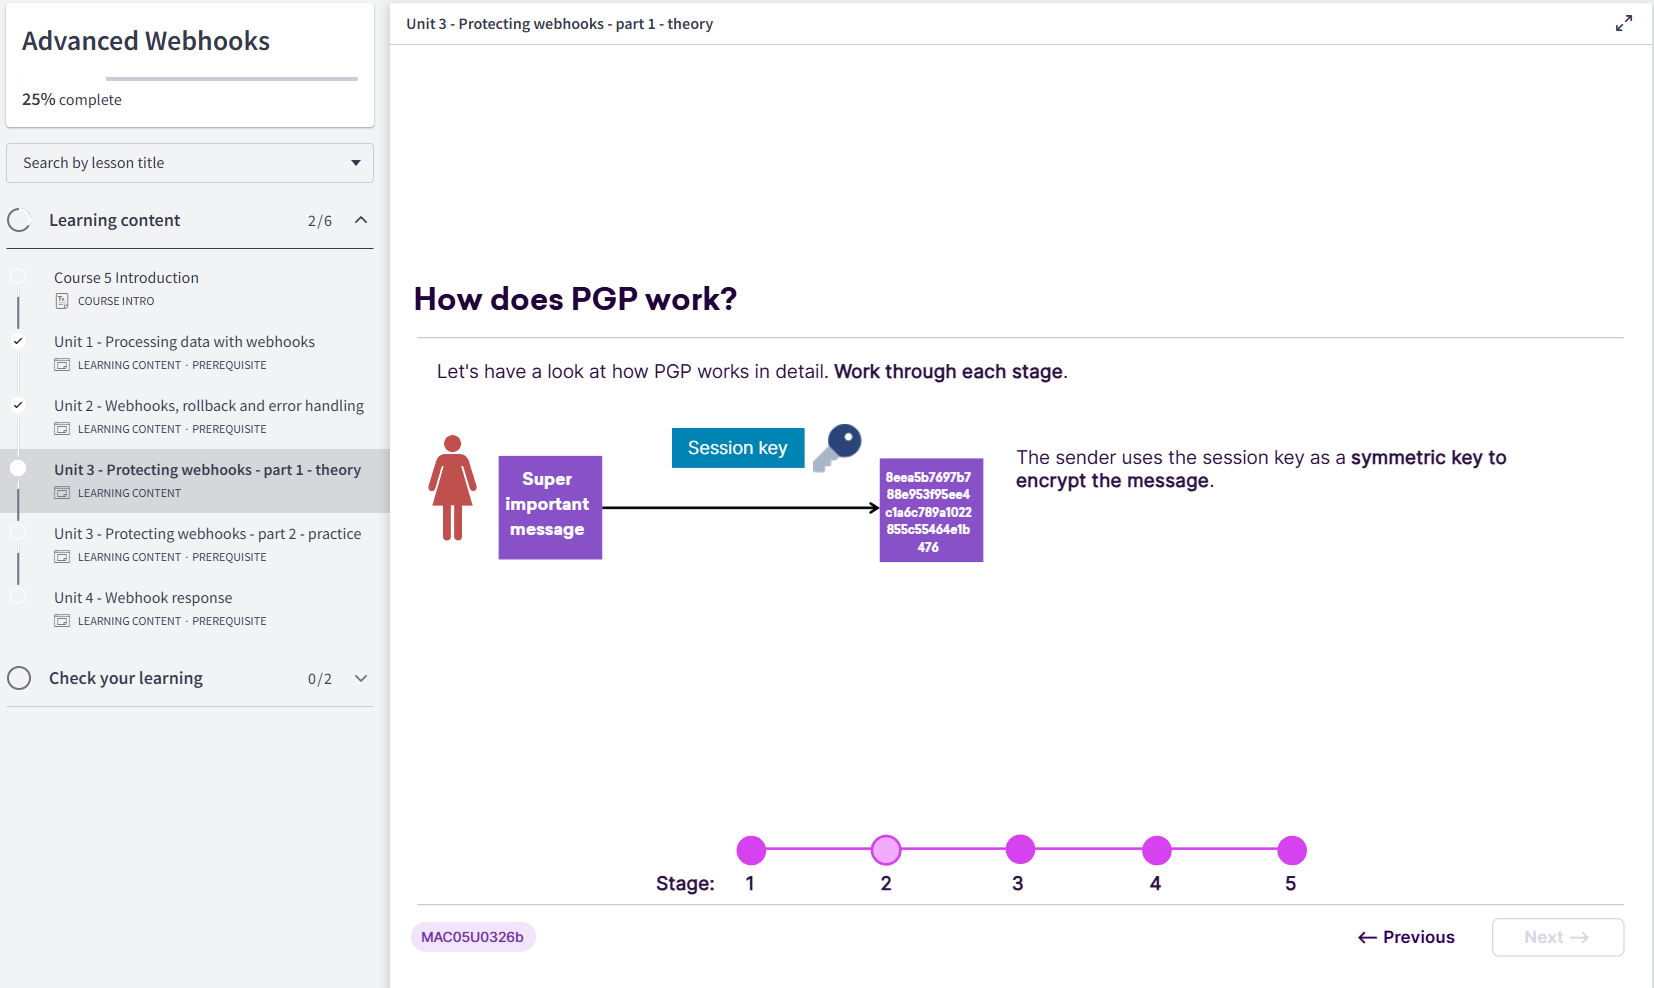 Advanced Webhooks
25% complete
Search by lesson title
Learning content 2/6
Course 5 Introduction
COURSE INTRO
Unit 1 - Processing data with webhooks
LEARNING CONTENT · PREREQUISITE
Unit 2 - Webhooks, rollback and error handling
LEARNING CONTENT · PREREQUISITE
Unit 3 - Protecting webhooks - part 1 - theory
LEARNING CONTENT
Unit 3 - Protecting webhooks - part 2 - practice
LEARNING CONTENT · PREREQUISITE
Unit 4 - Webhook response
LEARNING CONTENT · PREREQUISITE
Check your learning 0/2
Unit 3 - Protecting webhooks - part 1 - theory
How does PGP work?
Let's have a look at how PGP works in detail. Work through each stage.
Super
important
message
Session key
8eea5b7697b7
88e953f95ee4
c1a6c789a1022
855c55464e1b
476
The sender uses the session key as a symmetric key to
encrypt the message.
Stage: 1 2 3 4 5
MAC05U0326b
← Previous
Next →